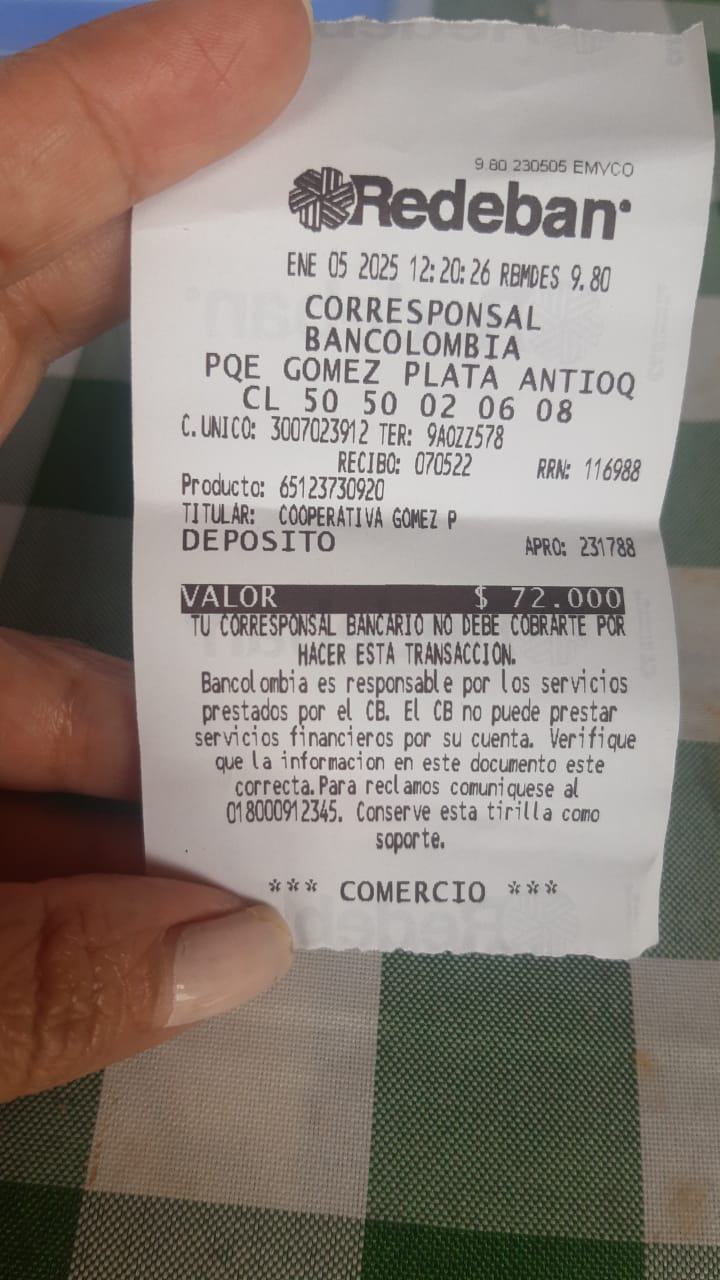 9.80 230505 EMVCO
Redeban
ENE 05 2025 12:20:26 RBMDES 9.80
CORRESPONSAL
BANCOLOMBIA
PQE GOMEZ PLATA ANTIOQ
CL 50 50 02 06 08
C.UNICO: 3007023912 TER: 9AOZZ578
RECIBO: 070522 RRN: 116988
Producto: 65123730920
TITULAR: COOPERATIVA GOMEZ P
DEPOSITO APRO: 231788
VALOR $ 72.000
TU CORRESPONSAL BANCARIO NO DEBE COBRARTE POR
HACER ESTA TRANSACCION.
Bancolombia es responsable por los servicios
prestados por el CB. El CB no puede prestar
servicios financieros por su cuenta. Verifique
que la informacion en este documento este
correcta.Para reclamos comuniquese al
018000912345. Conserve esta tirilla como
soporte.
*** COMERCIO ***